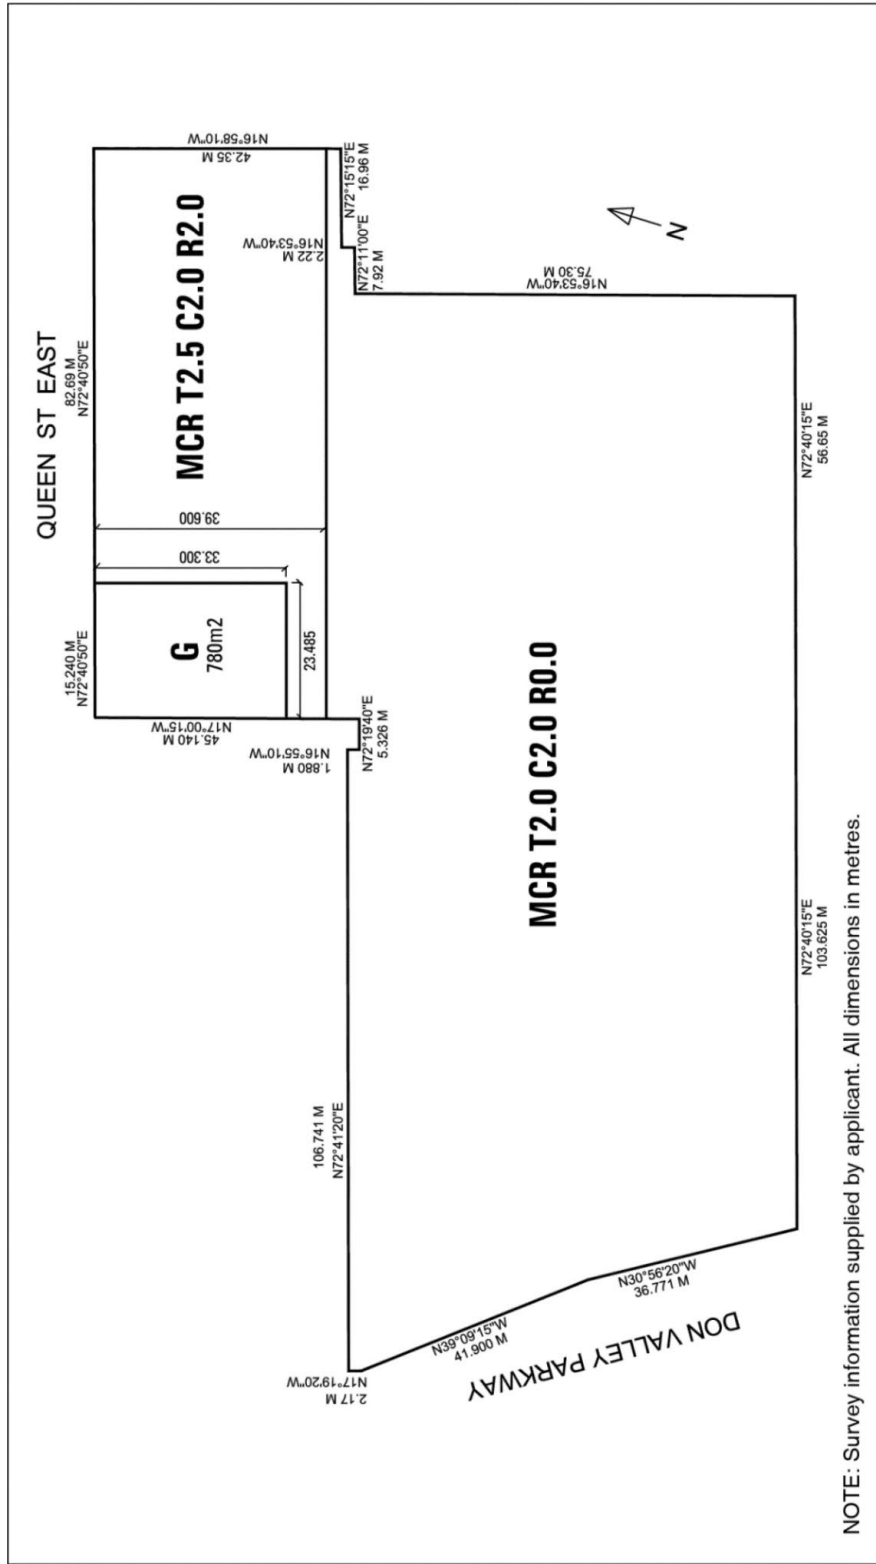 QUEEN ST EAST
15.240 M
N72°40'50"E
82.69 M
N72°40'50"E
G
780m2
33.300
39.600
23.485
MCR T2.5 C2.0 R2.0
N16°58'10"W
42.35 M
N17°00'15"W
45.140 M
N16°55'10"W
1.880 M
N72°19'40"E
5.326 M
N16°53'40"W
2.22 M
N72°15'15"E
16.96 M
N72°11'00"E
7.92 M
N16°53'40"W
75.30 M
N
106.741 M
N72°41'20"E
N17°19'20"W
2.17 M
N39°09'15"W
41.900 M
N30°56'20"W
36.771 M
DON VALLEY PARKWAY
MCR T2.0 C2.0 R0.0
N72°40'15"E
103.625 M
N72°40'15"E
56.65 M
NOTE: Survey information supplied by applicant. All dimensions in metres.